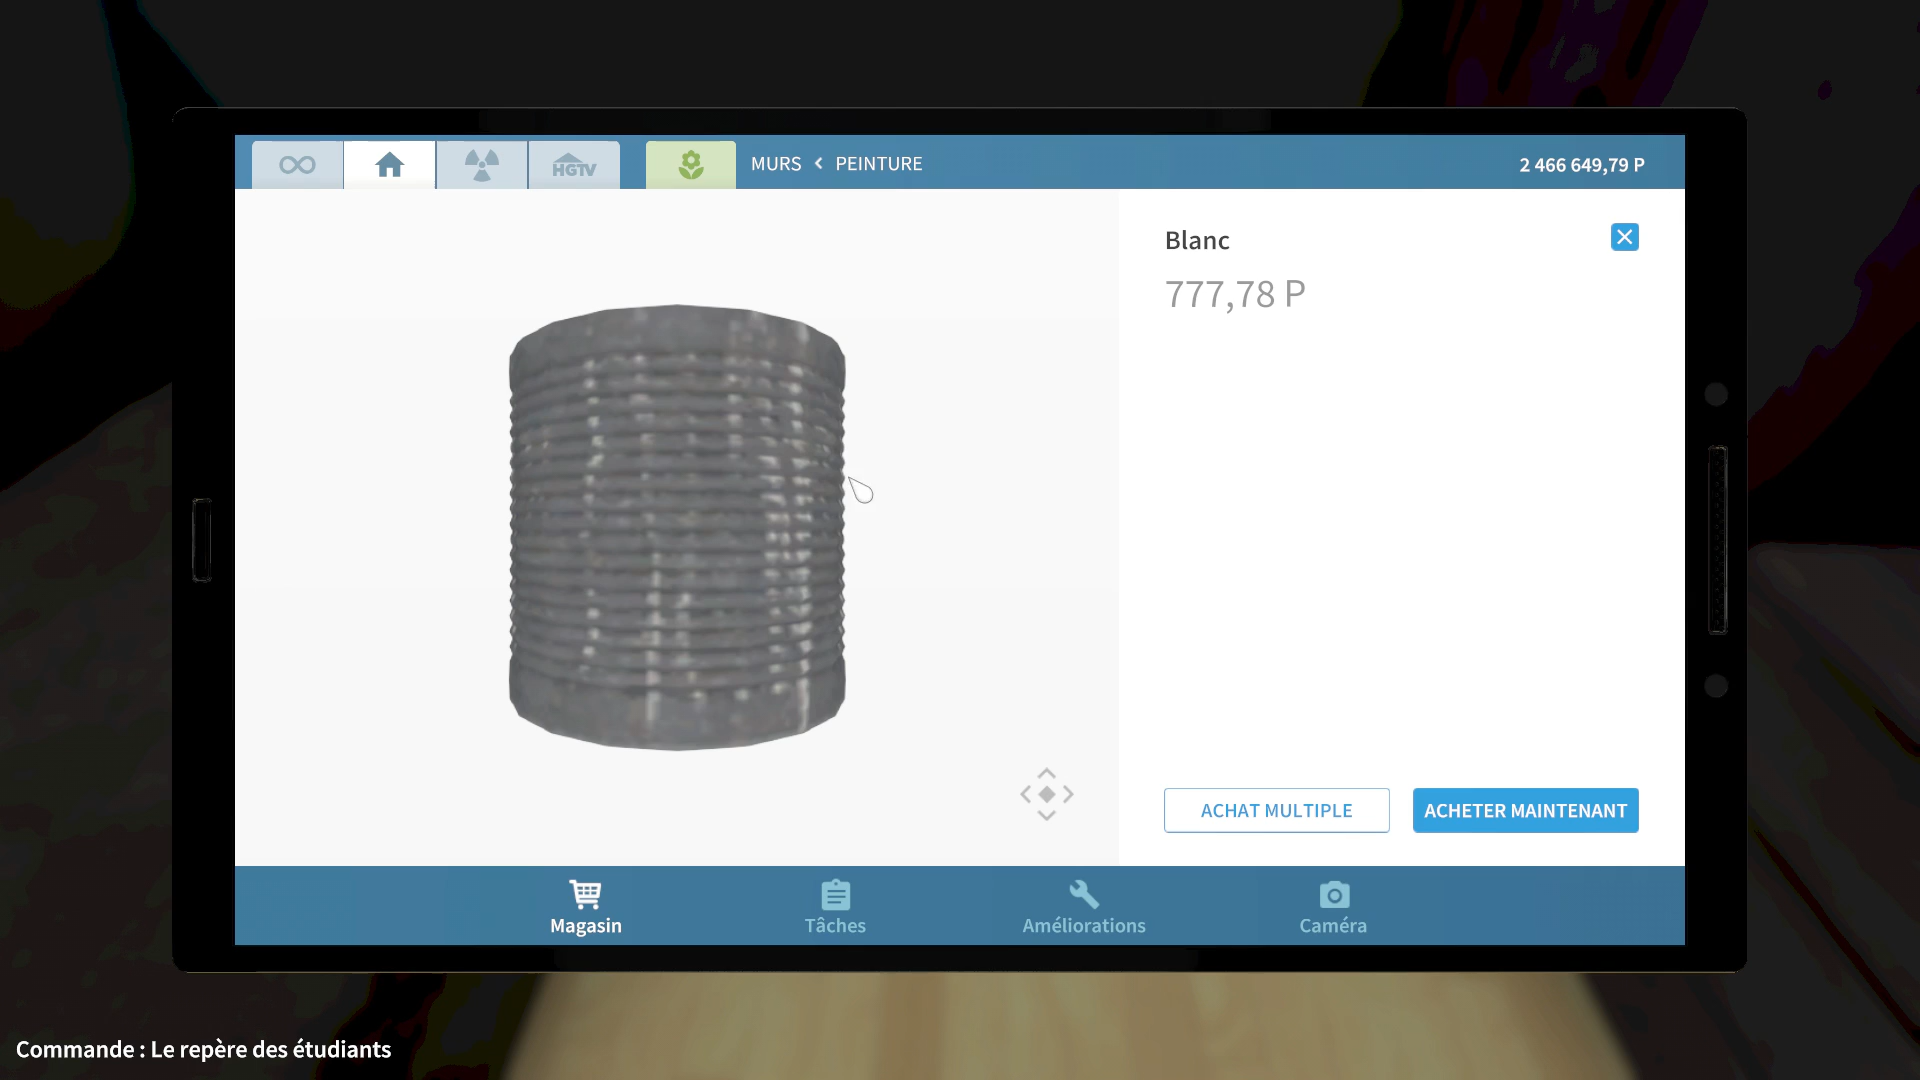 HGTV
MURS < PEINTURE
2 466 649,79 P
Blanc
777,78 P
ACHAT MULTIPLE
ACHETER MAINTENANT
Magasin
Tâches
Améliorations
Caméra
Commande : Le repère des étudiants